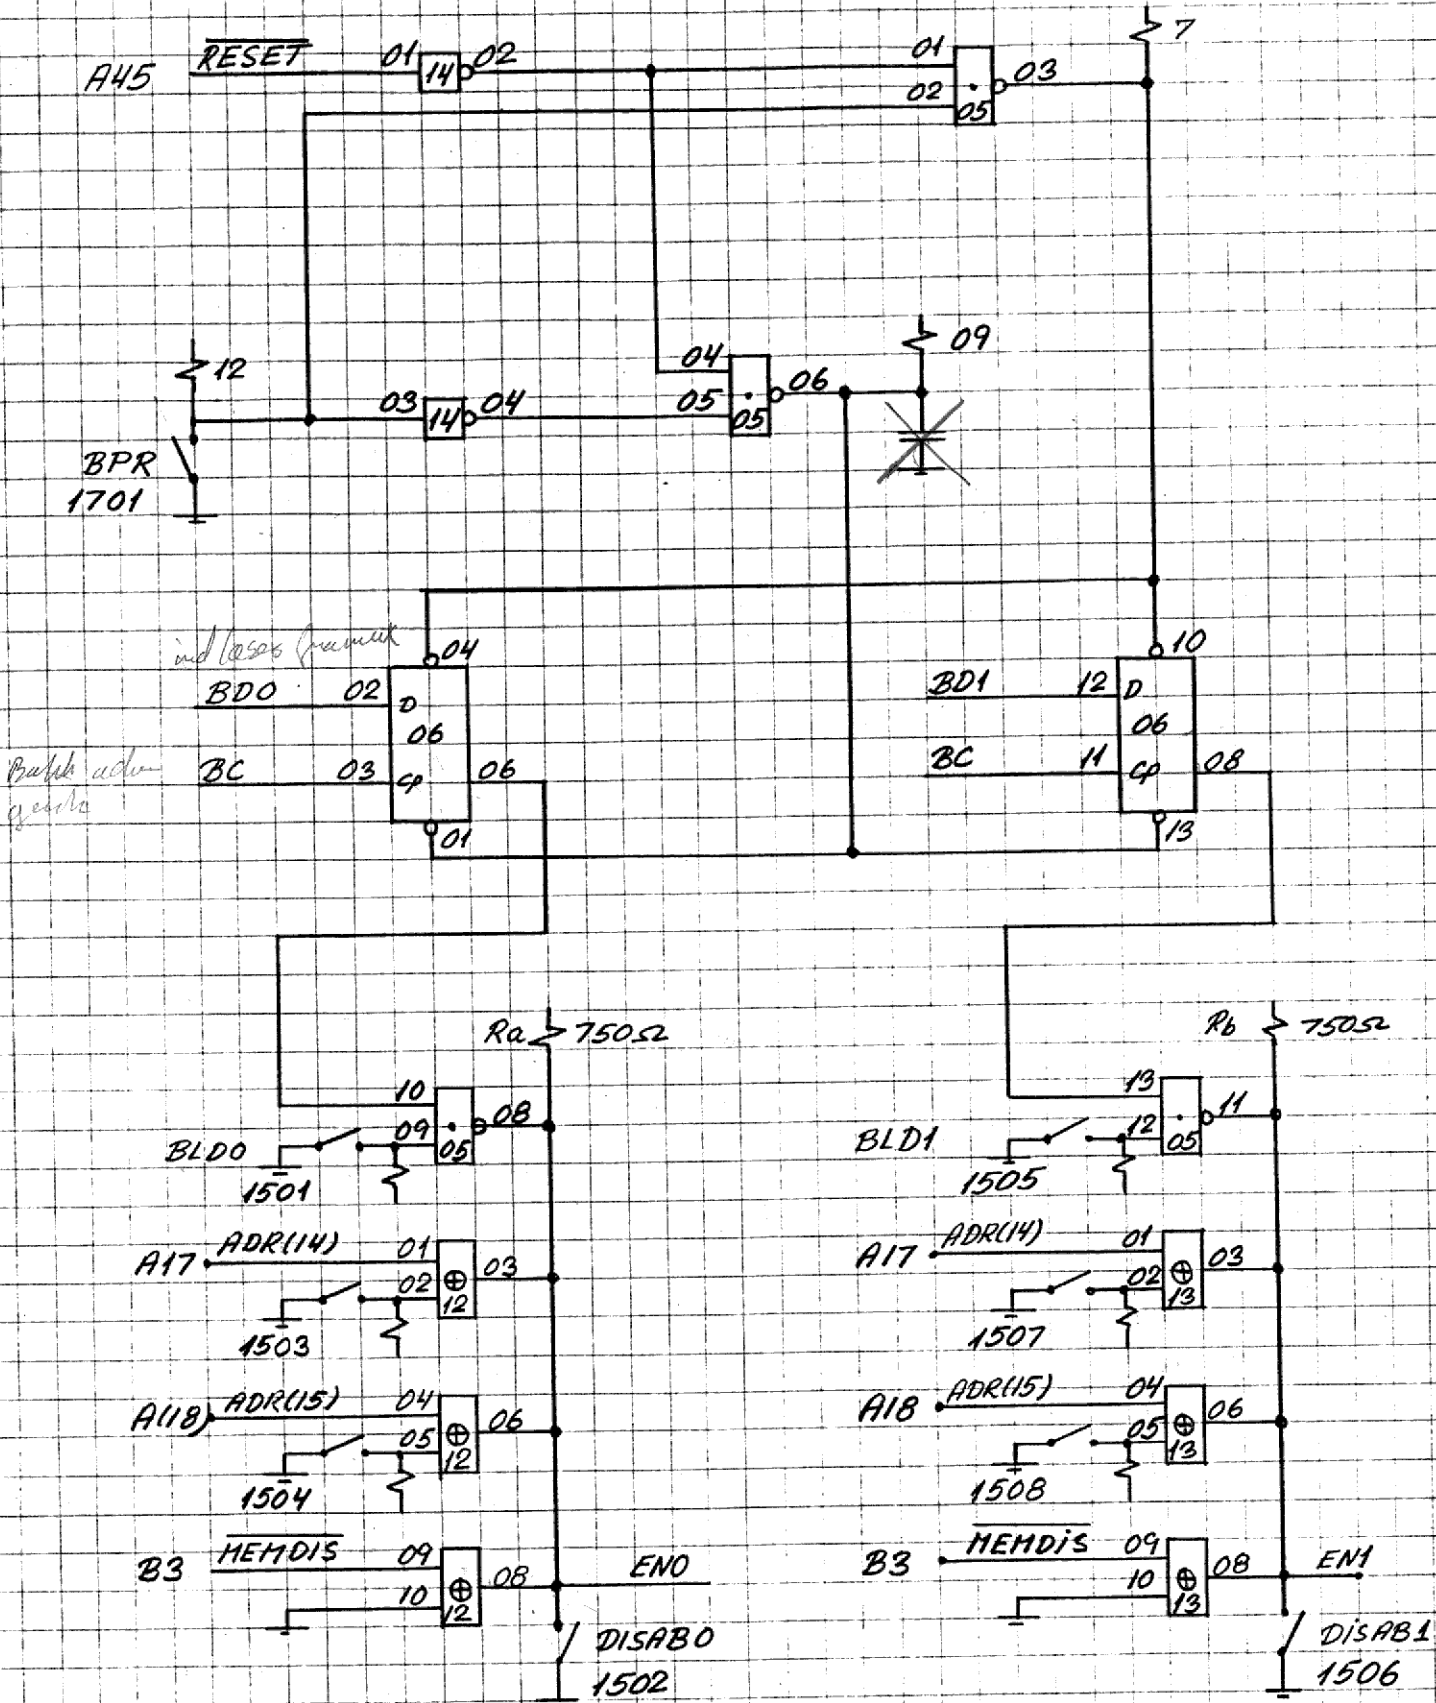 7
A45 RESET 01 14 02 01 02 05 03
12
03 14 04
04 05 05 06
09
BPR
1701
04
BD0 02 D
06
BC 03 CP 06
01
10
BD1 12 D
06
BC 11 CP 08
13
Ra 750Ω
10
BLD0 09 05 08
1501
A17 ADR(14) 01
02 12 03
1503
A(18) ADR(15) 04
05 12 06
1504
B3 MEMDIS 09
10 12 08 EN0
DISAB0
1502
Rb 750Ω
13
BLD1 12 05 11
1505
A17 ADR(14) 01
02 13 03
1507
A18 ADR(15) 04
05 13 06
1508
B3 MEMDIS 09
10 13 08 EN1
DISAB1
1506